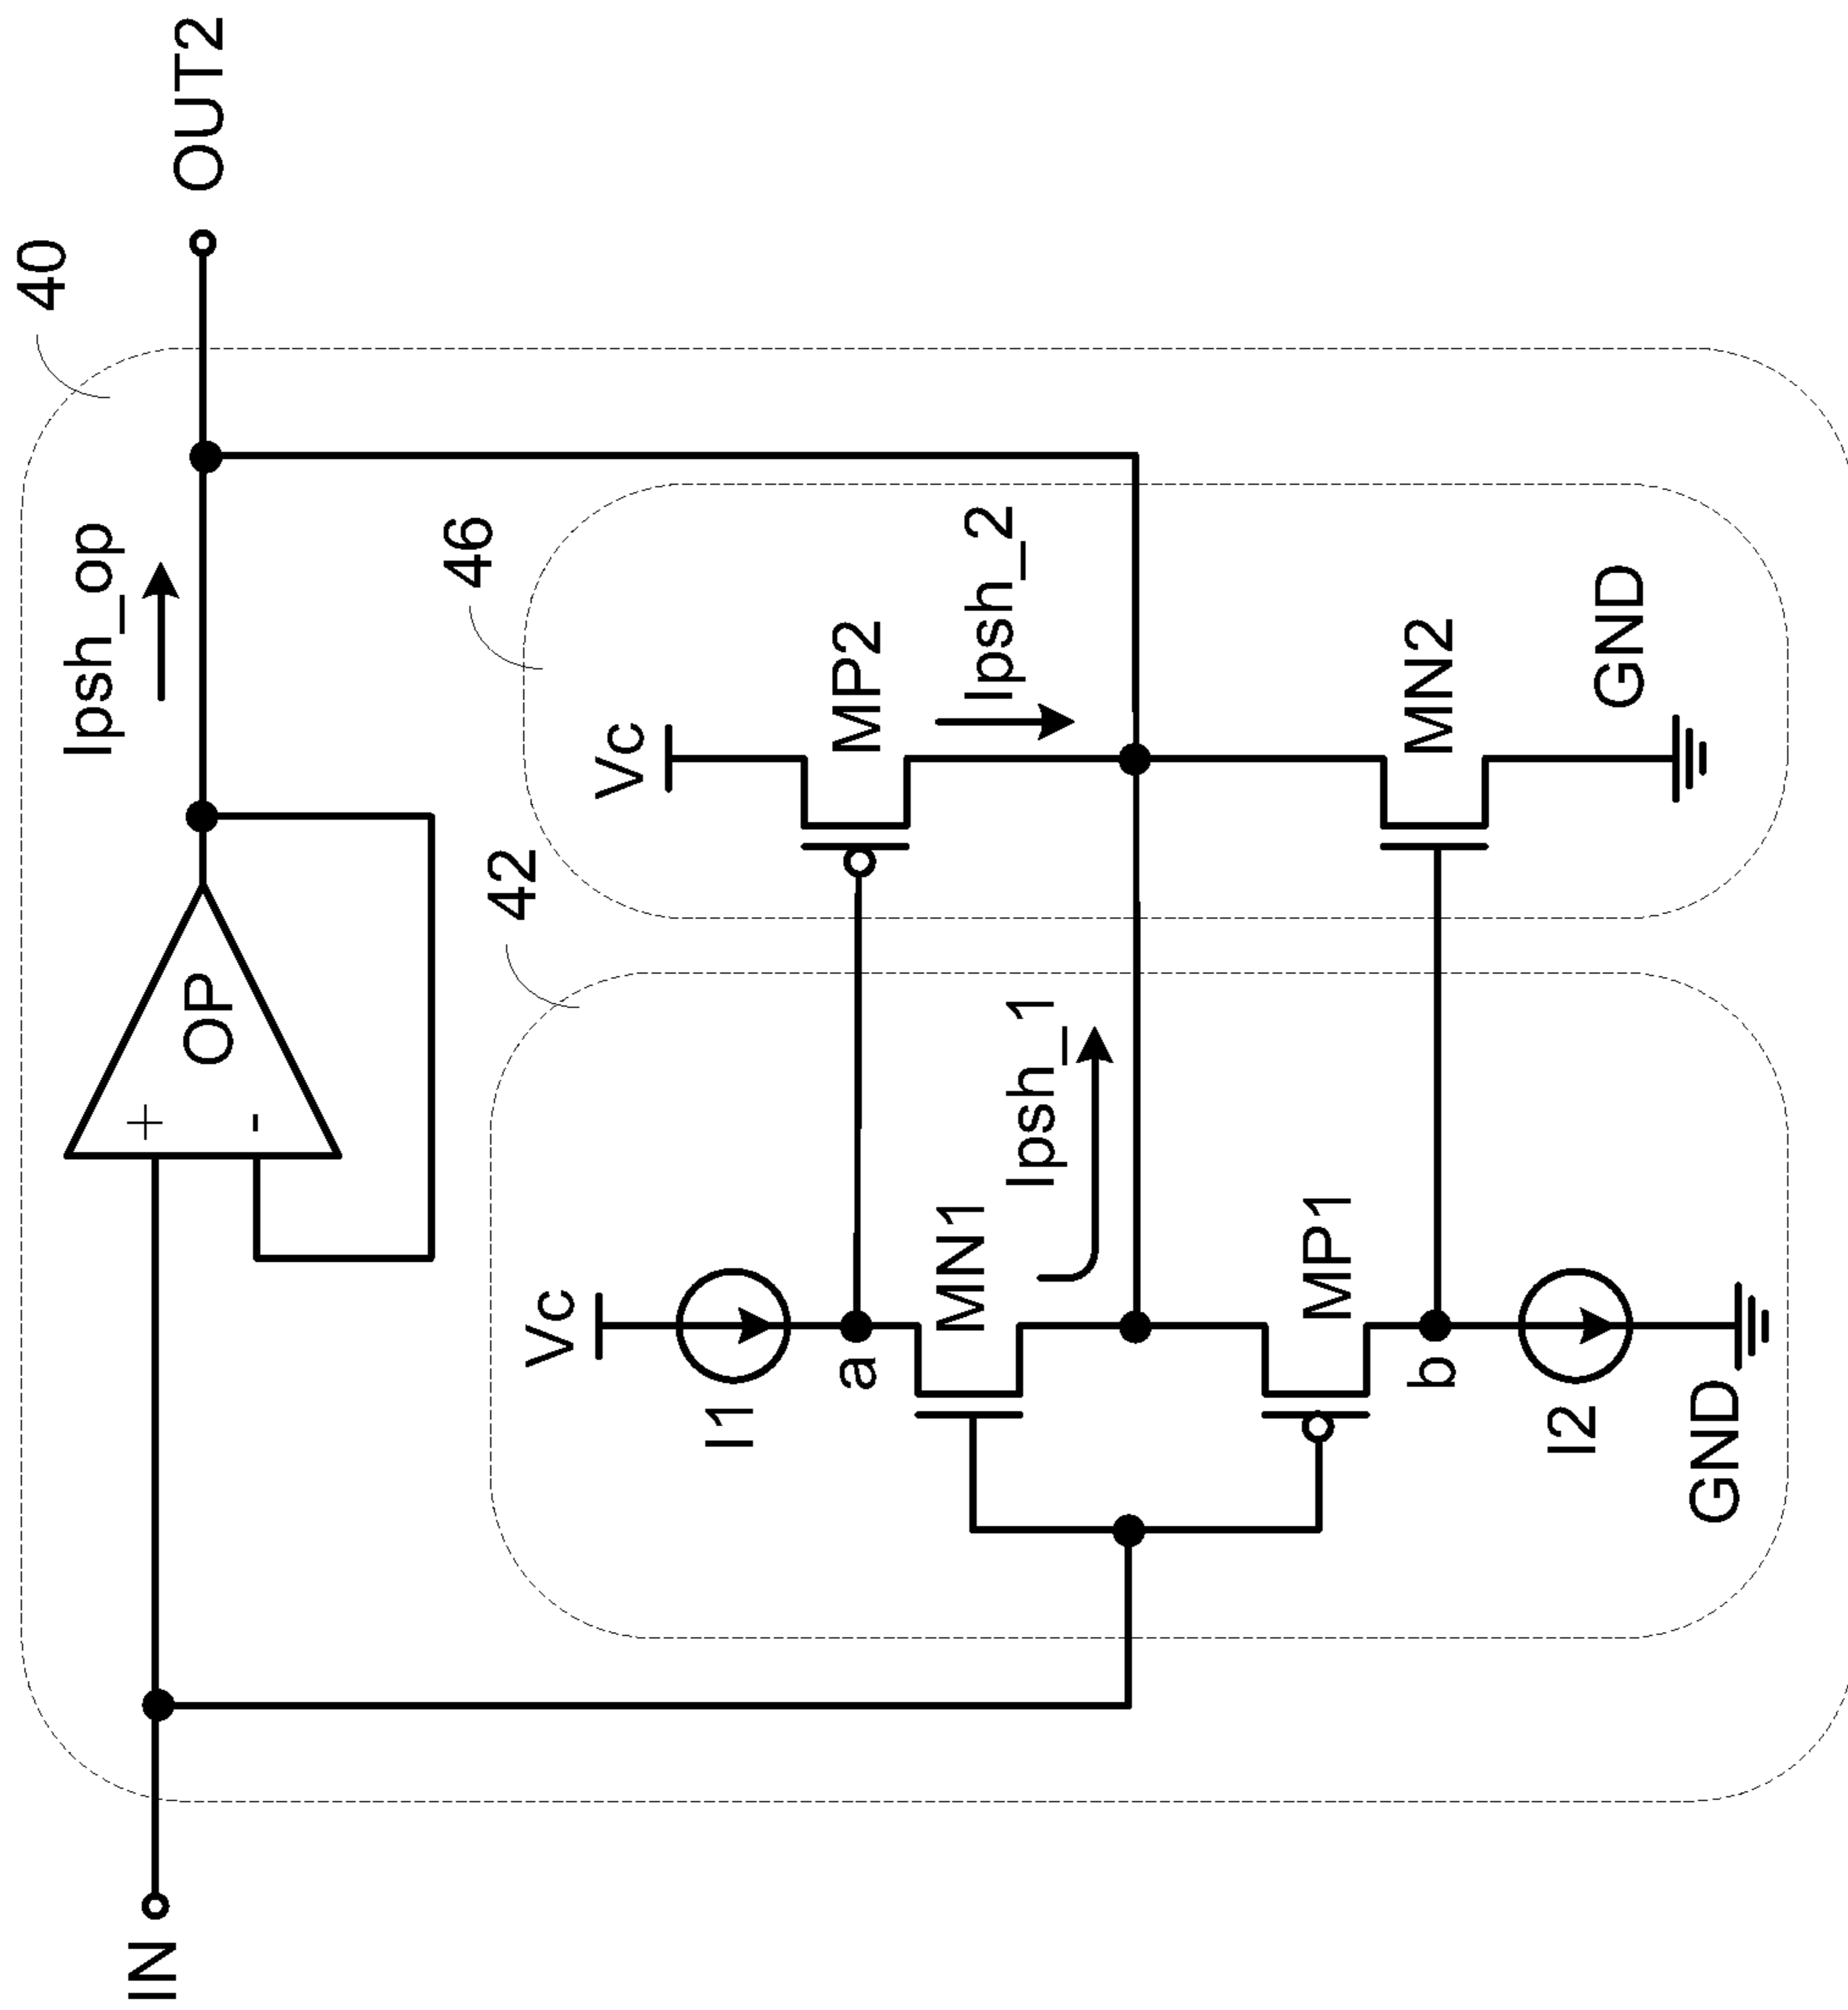 40
Ipsh_op
OUT2
IN
+
-
OP
42
46
Vc
Vc
I1
a
MP2
MN1
Ipsh_2
Ipsh_1
MP1
MN2
b
I2
GND
GND